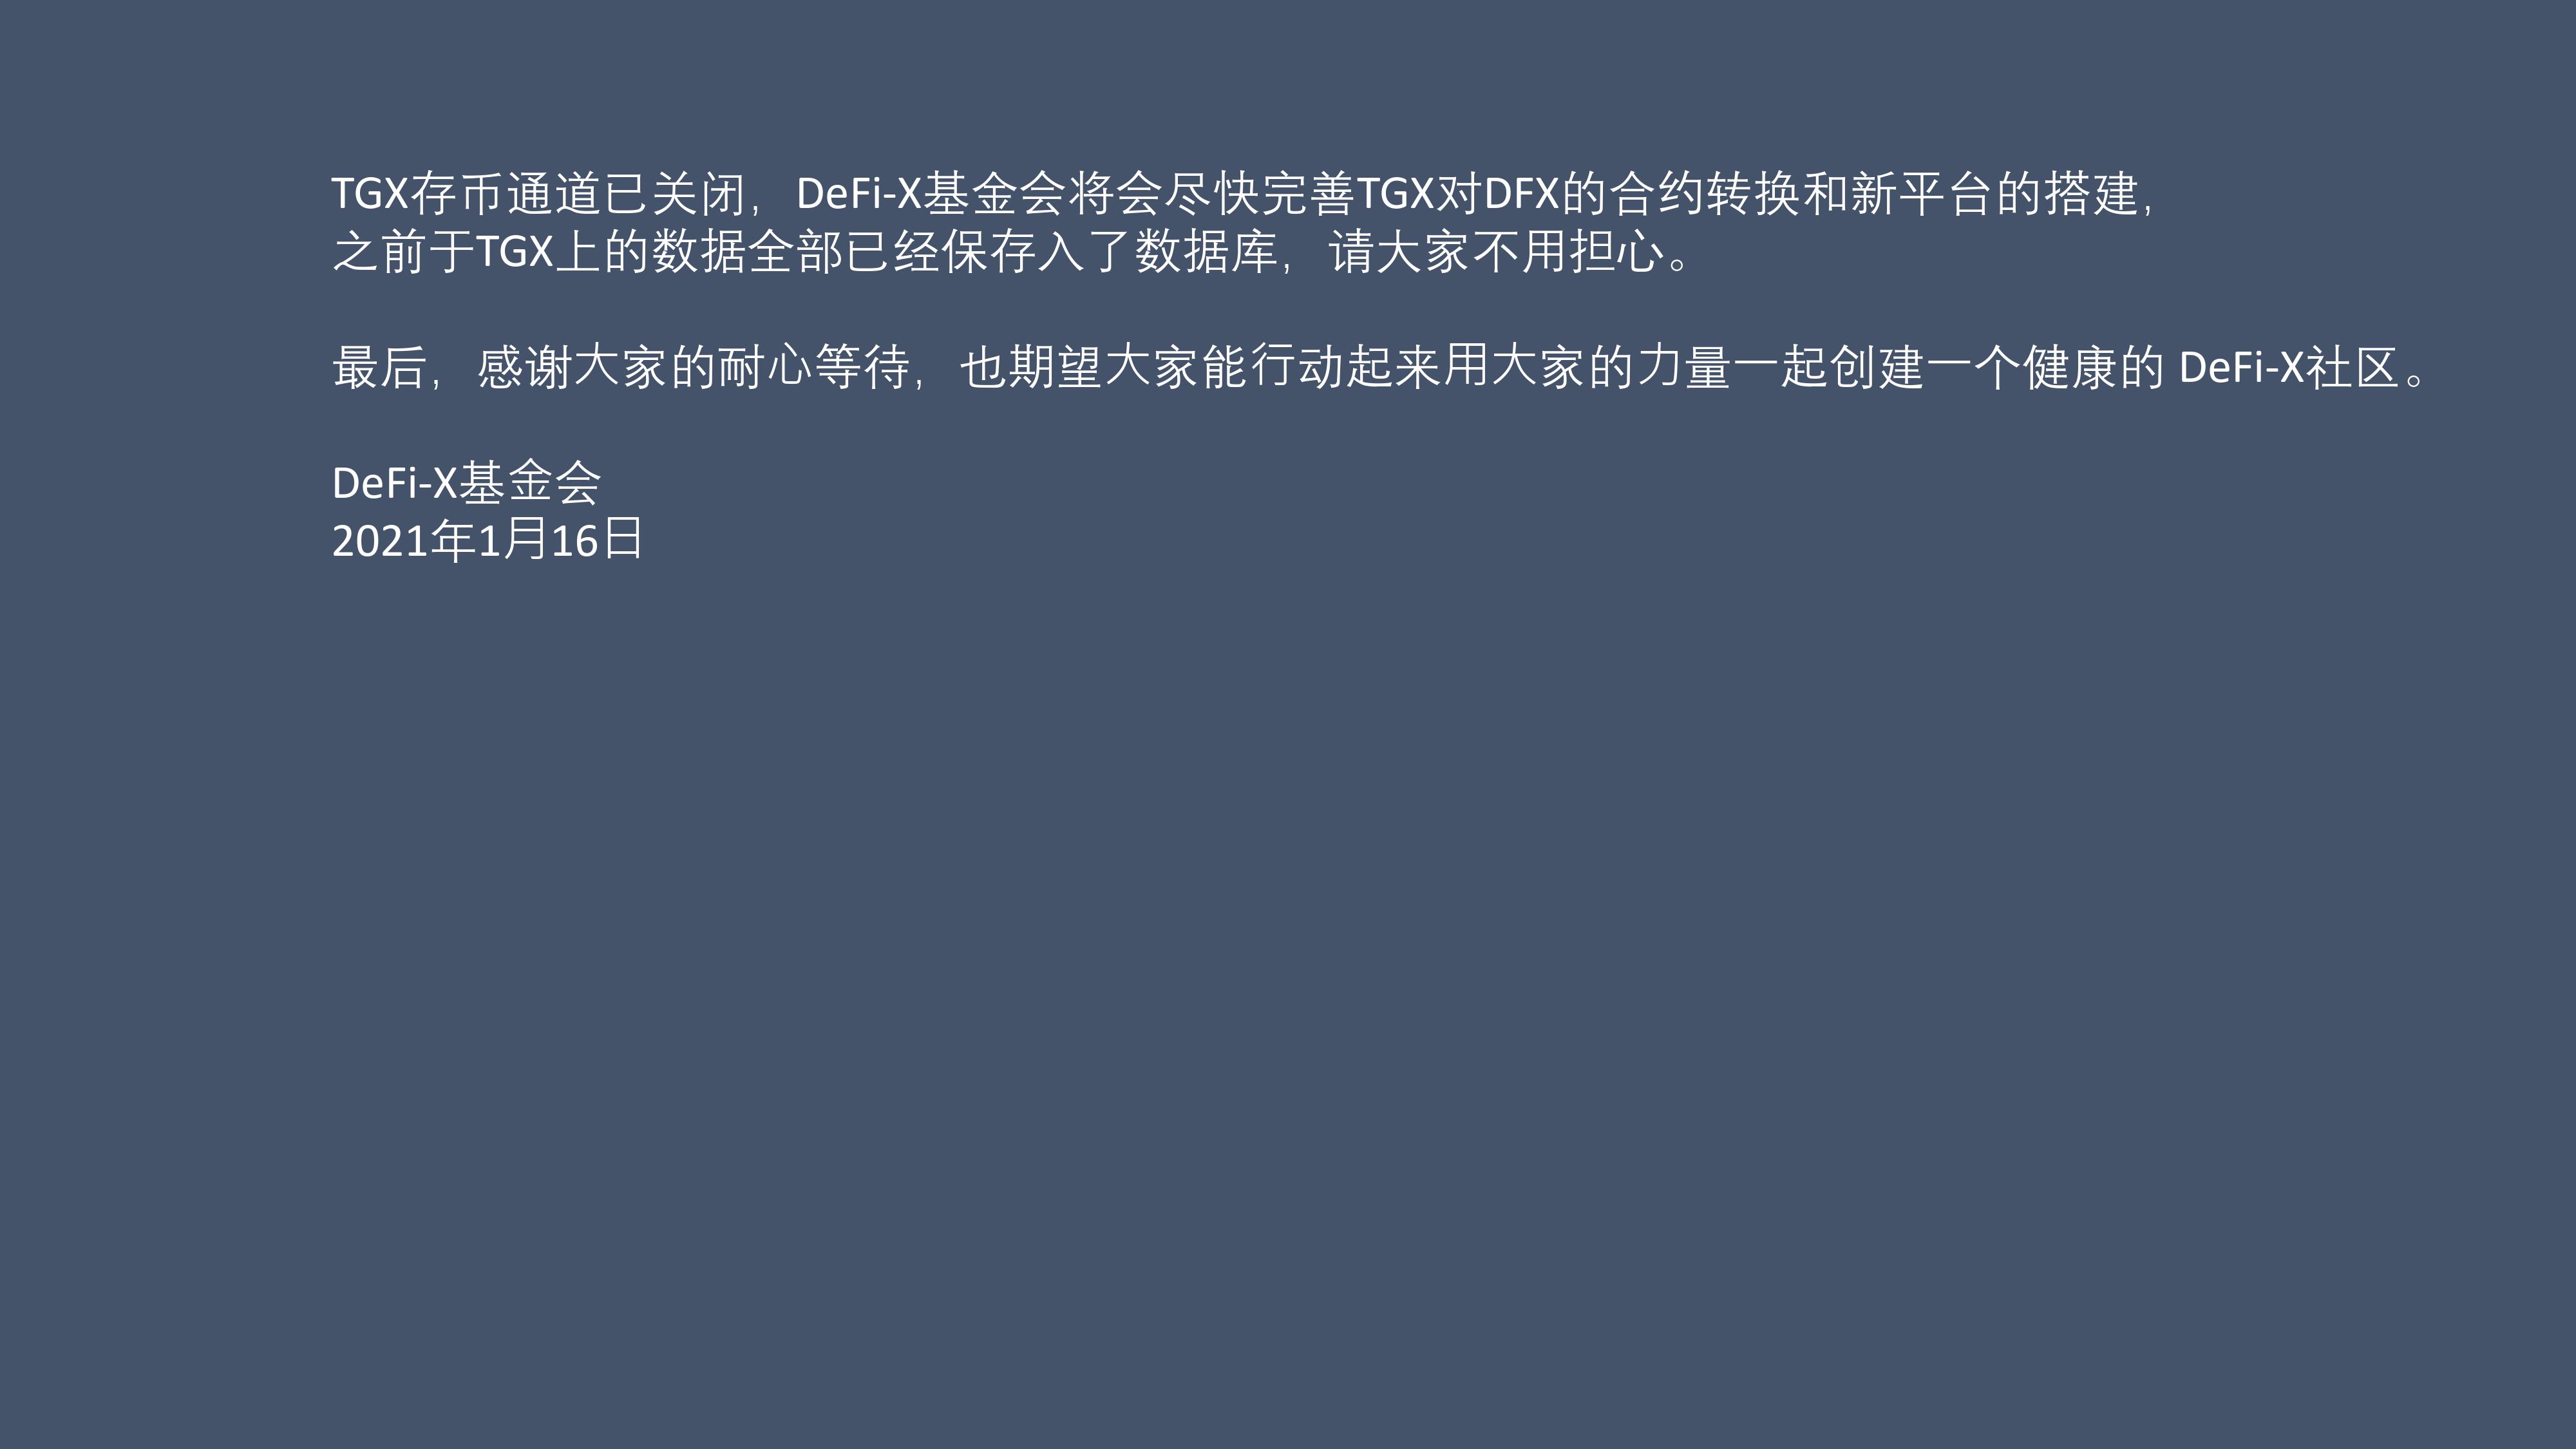 TGX存币通道已关闭，DeFi-X基金会将会尽快完善TGX对DFX的合约转换和新平台的搭建，
之前于TGX上的数据全部已经保存入了数据库，请大家不用担心。
最后，感谢大家的耐心等待，也期望大家能行动起来用大家的力量一起创建一个健康的 DeFi-X社区。
DeFi-X基金会
2021年1月16日